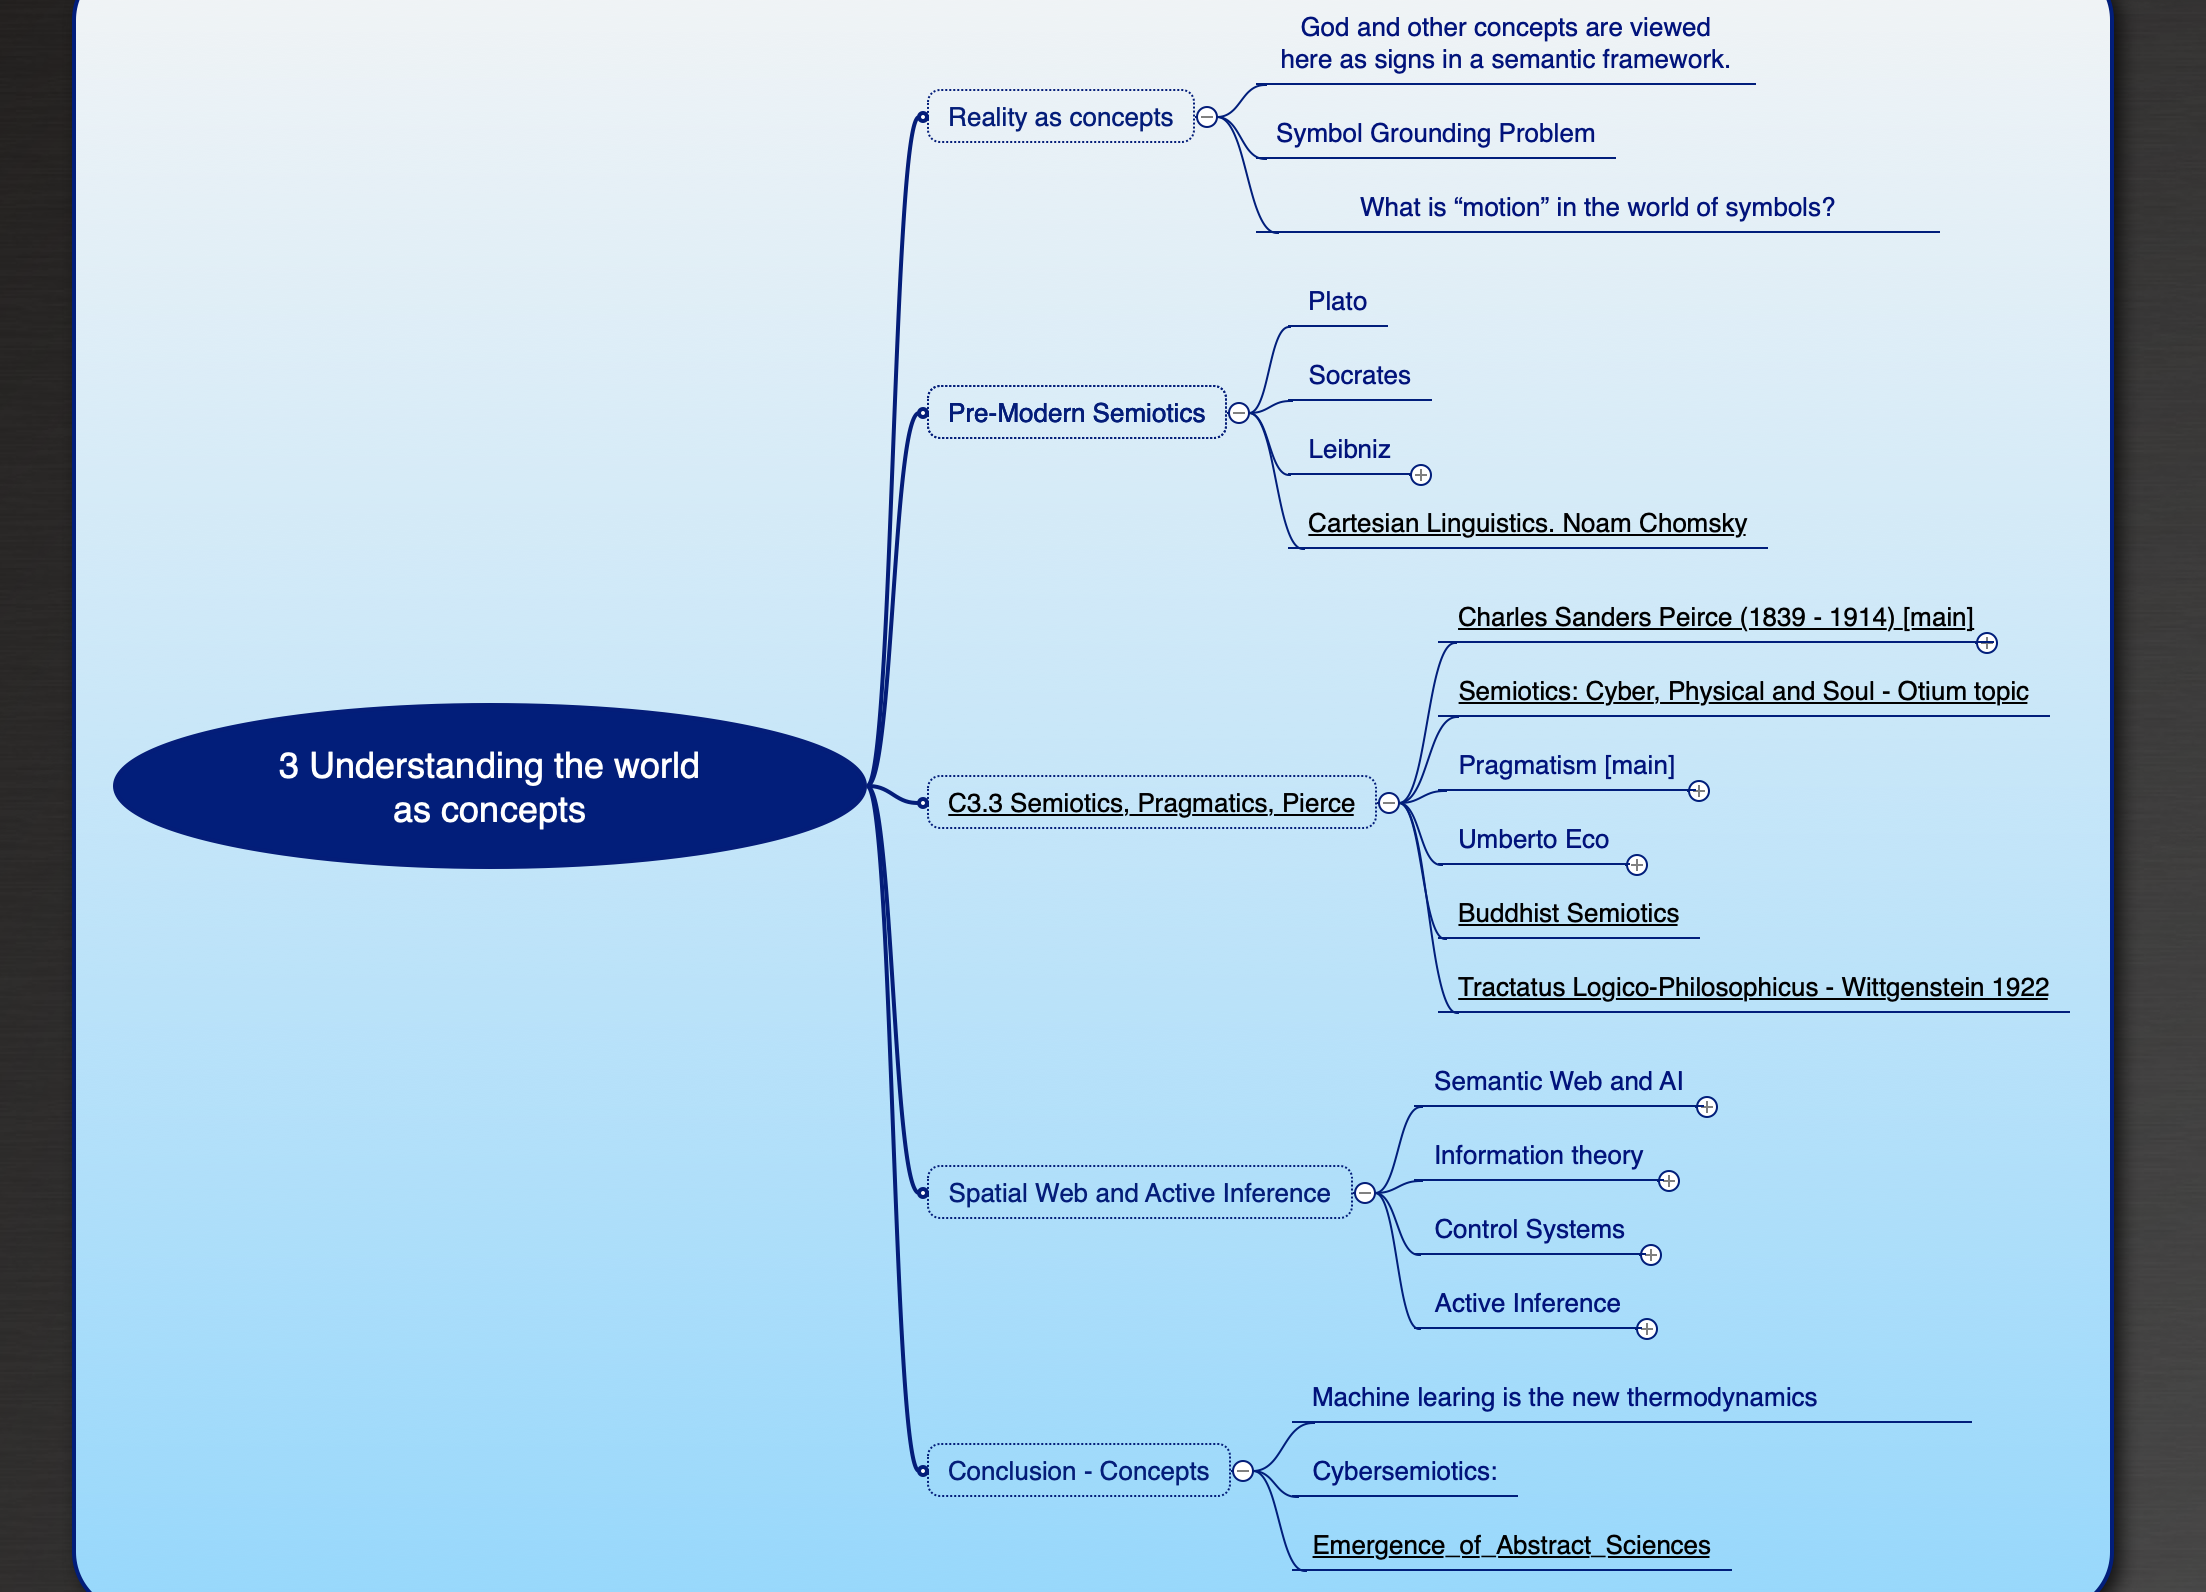 God and other concepts are viewed
here as signs in a semantic framework.
Reality as concepts
Symbol Grounding Problem
What is “motion” in the world of symbols?
Plato
Socrates
Pre-Modern Semiotics
Leibniz
Cartesian Linguistics. Noam Chomsky
Charles Sanders Peirce (1839 - 1914) [main]
Semiotics: Cyber, Physical and Soul - Otium topic
3 Understanding the world
as concepts
Pragmatism [main]
C3.3 Semiotics, Pragmatics, Pierce
Umberto Eco
Buddhist Semiotics
Tractatus Logico-Philosophicus - Wittgenstein 1922
Semantic Web and AI
Information theory
Spatial Web and Active Inference
Control Systems
Active Inference
Machine learing is the new thermodynamics
Conclusion - Concepts
Cybersemiotics:
Emergence_of_Abstract_Sciences